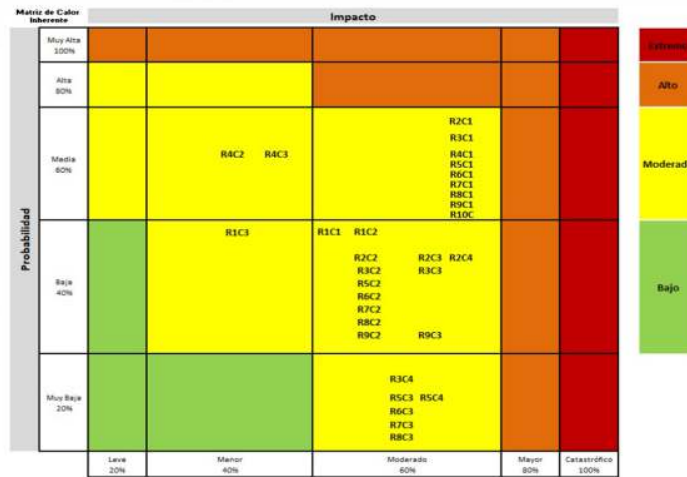 Matriz de Calor
Inherente
Impacto
Probabilidad
Muy Alta
100%
Alta
80%
Media
60%
R2C1
R3C1
R4C2 R4C3 R4C1
R5C1
R6C1
R7C1
R8C1
R9C1
R10C
Baja
40%
R1C3 R1C1 R1C2
R2C2 R2C3 R2C4
R3C2 R3C3
R5C2
R6C2
R7C2
R8C2
R9C2 R9C3
Muy Baja
20%
R3C4
R5C3 R5C4
R6C3
R7C3
R8C3
Leve
20%
Menor
40%
Moderado
60%
Mayor
80%
Catastrófico
100%
Extremo
Alto
Moderad
Bajo